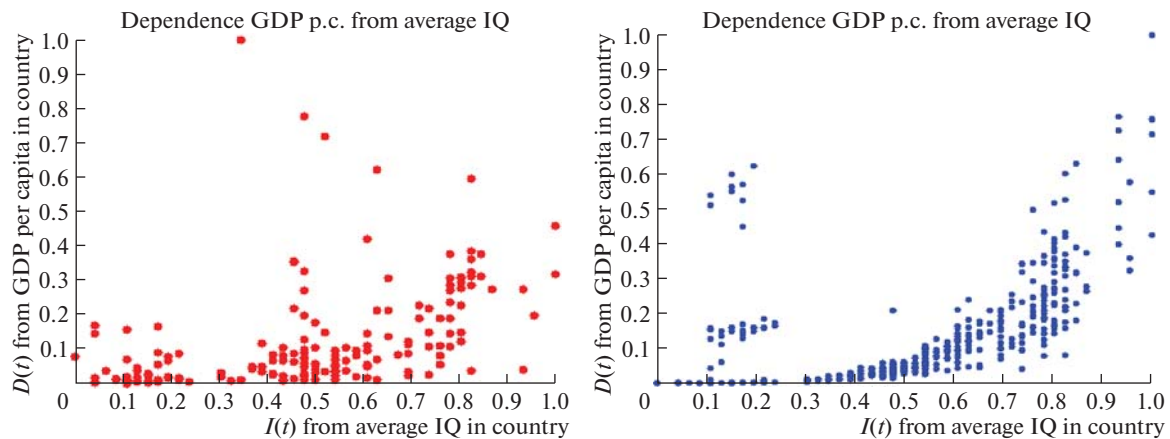 Dependence GDP p.c. from average IQ
D(t) from GDP per capita in country
1.0
0.9
0.8
0.7
0.6
0.5
0.4
0.3
0.2
0.1
0 0.1 0.2 0.3 0.4 0.5 0.6 0.7 0.8 0.9 1.0
I(t) from average IQ in country
Dependence GDP p.c. from average IQ
D(t) from GDP per capita in country
1.0
0.9
0.8
0.7
0.6
0.5
0.4
0.3
0.2
0.1
0 0.1 0.2 0.3 0.4 0.5 0.6 0.7 0.8 0.9 1.0
I(t) from average IQ in country